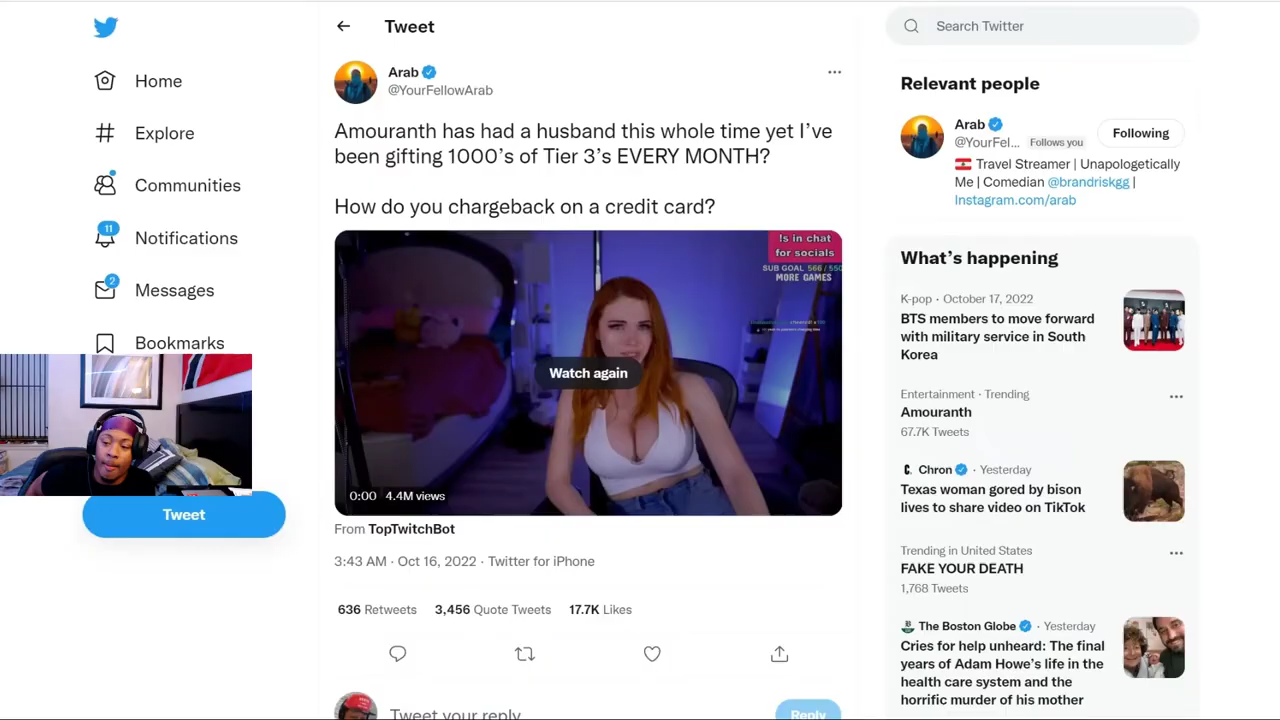 Home
Explore
Communities
11
Notifications
2
Messages
Bookmarks
Tweet
Tweet
Arab
@YourFellowArab
Amouranth has had a husband this whole time yet I've
been gifting 1000's of Tier 3's EVERY MONTH?
How do you chargeback on a credit card?
!s in chat
for socials
SUB GOAL 566 / 550
MORE GAMES
Watch again
0:00 4.4M views
From TopTwitchBot
3:43 AM · Oct 16, 2022 · Twitter for iPhone
636 Retweets 3,456 Quote Tweets 17.7K Likes
Tweet your reply
Reply
Search Twitter
Relevant people
Arab
@YourFel... Follows you
Following
Travel Streamer | Unapologetically
Me | Comedian @brandriskgg |
Instagram.com/arab
What's happening
K-pop · October 17, 2022
BTS members to move forward
with military service in South
Korea
Entertainment · Trending
Amouranth
67.7K Tweets
Chron · Yesterday
Texas woman gored by bison
lives to share video on TikTok
Trending in United States
FAKE YOUR DEATH
1,768 Tweets
The Boston Globe · Yesterday
Cries for help unheard: The final
years of Adam Howe's life in the
health care system and the
horrific murder of his mother